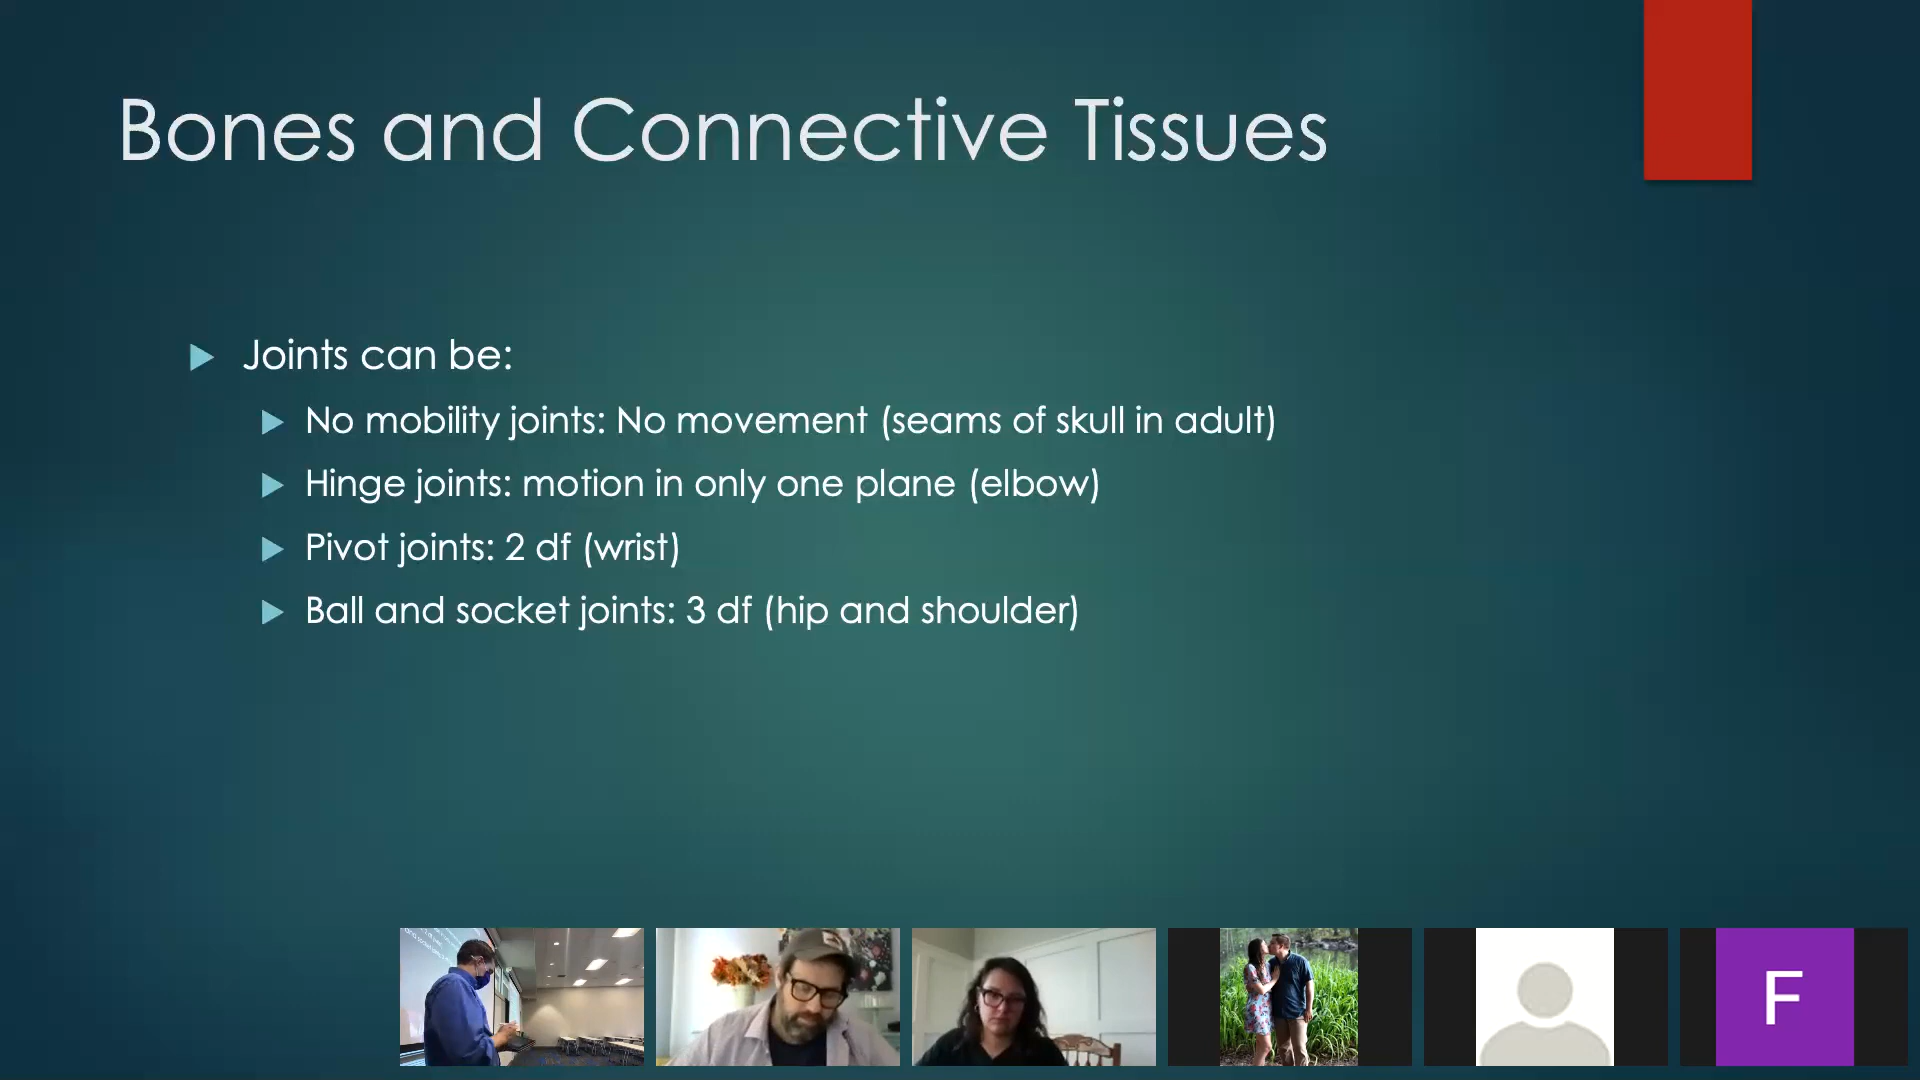 Bones and Connective Tissues
Joints can be:
No mobility joints: No movement (seams of skull in adult)
Hinge joints: motion in only one plane (elbow)
Pivot joints: 2 df (wrist)
Ball and socket joints: 3 df (hip and shoulder)
F